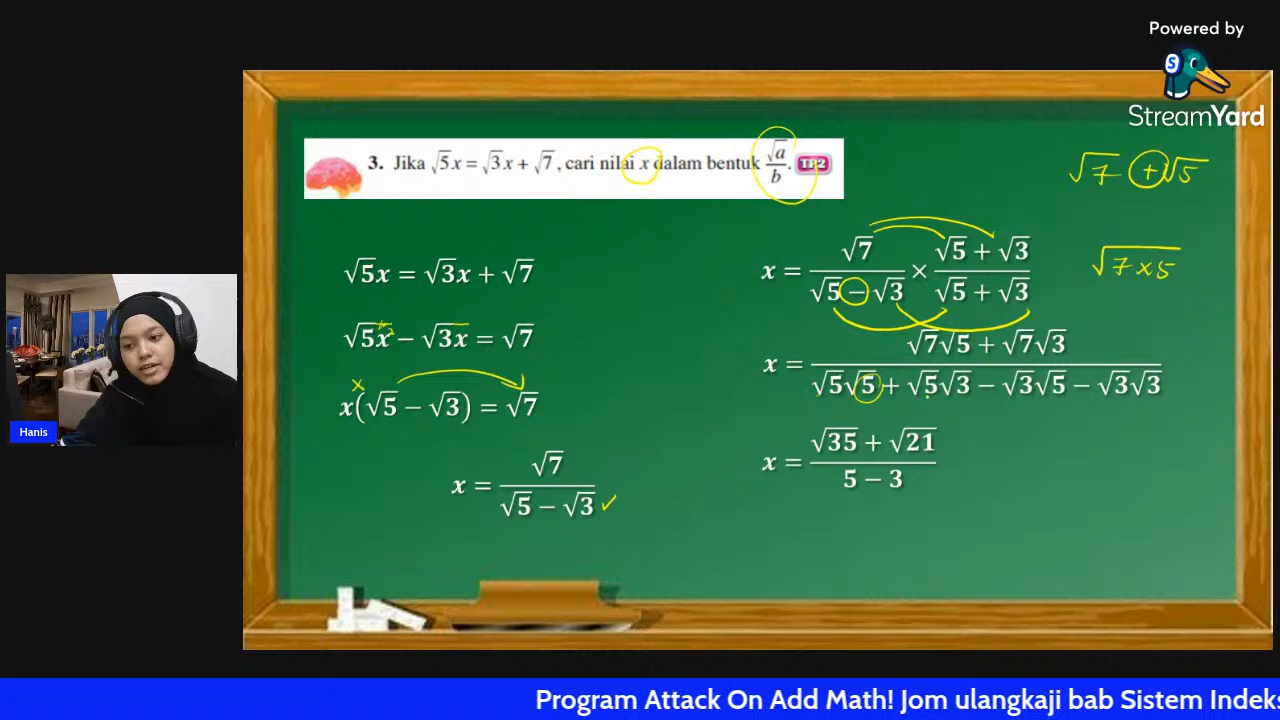 Powered by
S
StreamYard
3. Jika √5x = √3x + √7, cari nilai x dalam bentuk √a/b. TP2
√7 + √5
√7×5
√5x = √3x + √7
√5x − √3x = √7
x(√5 − √3) = √7
x = √7/(√5 − √3)
x = √7/(√5 − √3) × (√5 + √3)/(√5 + √3)
x = (√7√5 + √7√3)/(√5√5 + √5√3 − √3√5 − √3√3)
x = (√35 + √21)/(5 − 3)
Hanis
Program Attack On Add Math! Jom ulangkaji bab Sistem Indeks